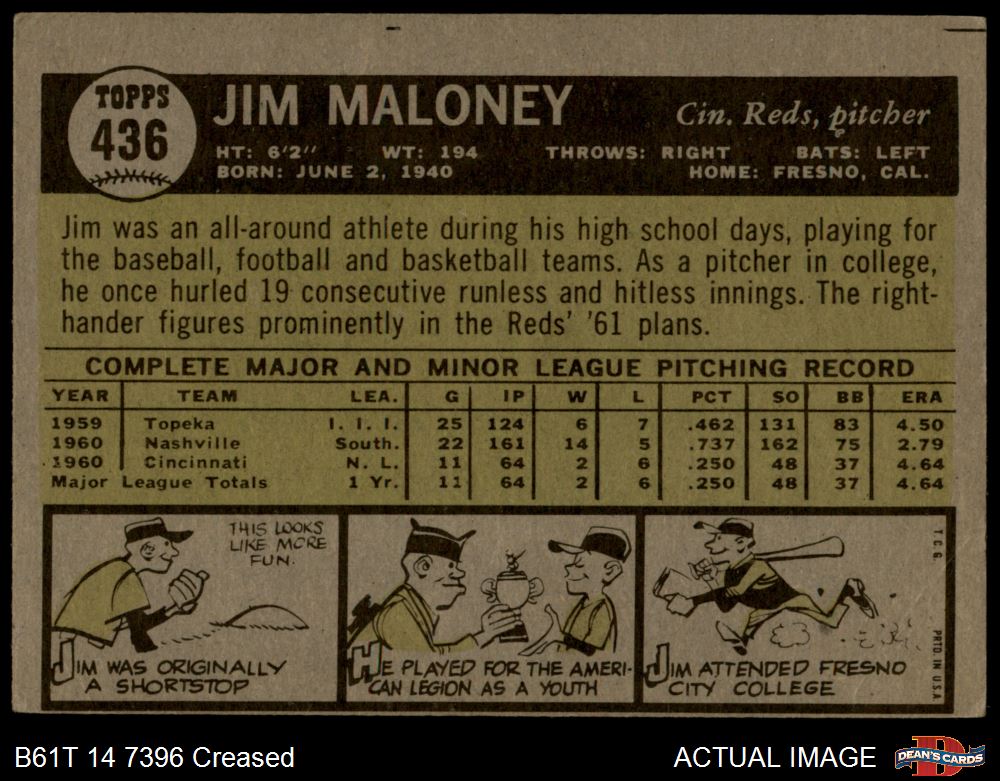 TOPPS
436
JIM MALONEY
Cin. Reds, pitcher
HT: 6'2" WT: 194 THROWS: RIGHT BATS: LEFT
BORN: JUNE 2, 1940 HOME: FRESNO, CAL.
Jim was an all-around athlete during his high school days, playing for
the baseball, football and basketball teams. As a pitcher in college,
he once hurled 19 consecutive runless and hitless innings. The right-
hander figures prominently in the Reds' '61 plans.
COMPLETE MAJOR AND MINOR LEAGUE PITCHING RECORD
YEAR TEAM LEA. G IP W L PCT SO BB ERA
1959 Topeka I. I. I. 25 124 6 7 .462 131 83 4.50
1960 Nashville South. 22 161 14 5 .737 162 75 2.79
1960 Cincinnati N. L. 11 64 2 6 .250 48 37 4.64
Major League Totals 1 Yr. 11 64 2 6 .250 48 37 4.64
THIS LOOKS
LIKE MORE
FUN.
JIM WAS ORIGINALLY
A SHORTSTOP
HE PLAYED FOR THE AMERI-
CAN LEGION AS A YOUTH
JIM ATTENDED FRESNO
CITY COLLEGE
T. C. G.
PRTD. IN U.S.A.
B61T 14 7396 Creased
ACTUAL IMAGE
DEAN'S CARDS